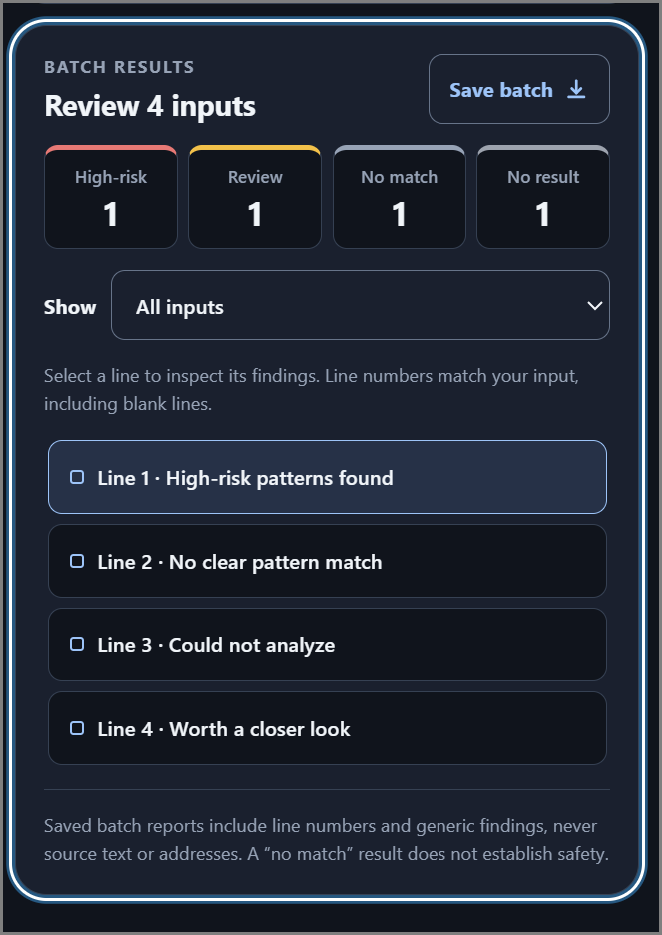 BATCH RESULTS
Review 4 inputs
Save batch
High-risk
1
Review
1
No match
1
No result
1
Show
All inputs
Select a line to inspect its findings. Line numbers match your input,
including blank lines.
Line 1 · High-risk patterns found
Line 2 · No clear pattern match
Line 3 · Could not analyze
Line 4 · Worth a closer look
Saved batch reports include line numbers and generic findings, never
source text or addresses. A “no match” result does not establish safety.